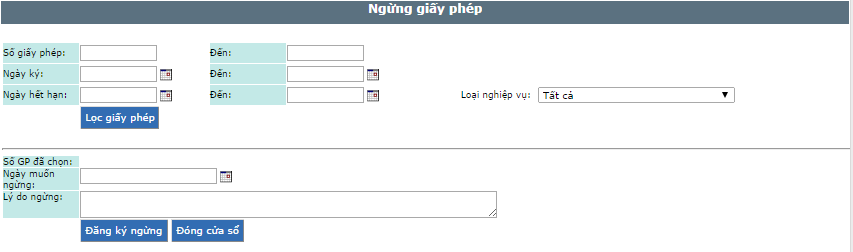 Ngừng giấy phép
Số giấy phép: Đến:
Ngày ký: Đến:
Ngày hết hạn: Đến: Loại nghiệp vụ: Tất cả
Lọc giấy phép
Số GP đã chọn:
Ngày muốn
ngừng:
Lý do ngừng:
Đăng ký ngừng Đóng cửa sổ